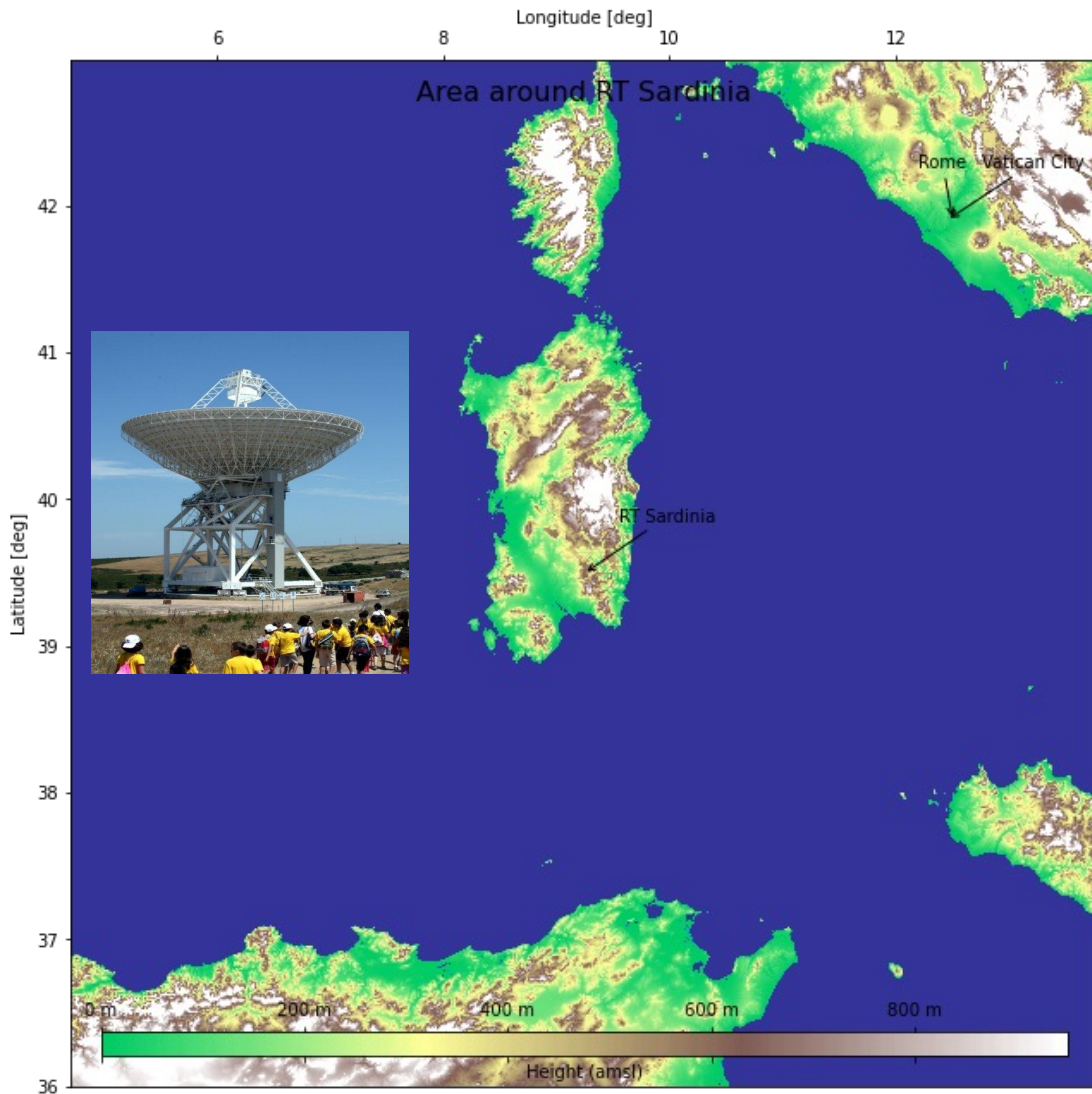 Longitude [deg]
6 8 10 12
Area around RT Sardinia
Rome Vatican City
42
41
40
RT Sardinia
Latitude [deg]
39
38
37
0 m 200 m 400 m 600 m 800 m
Height (amsl)
36